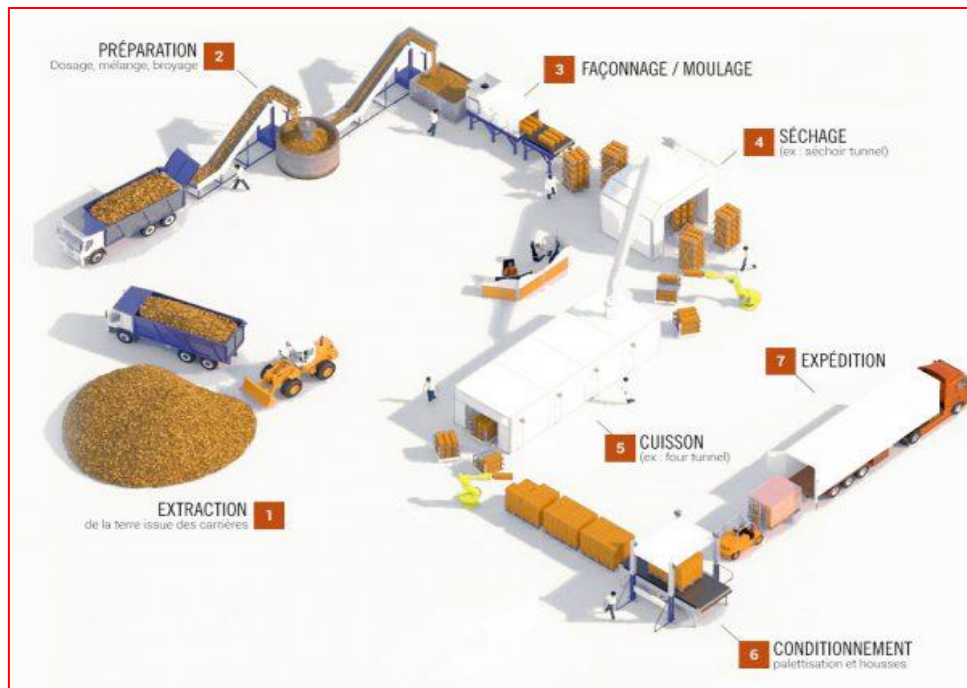 PRÉPARATION 2
Dosage, mélange, broyage
3 FAÇONNAGE / MOULAGE
4 SÉCHAGE
(ex : séchoir tunnel)
7 EXPÉDITION
5 CUISSON
(ex : four tunnel)
EXTRACTION 1
de la terre issue des carrières
6 CONDITIONNEMENT
palettisation et housses